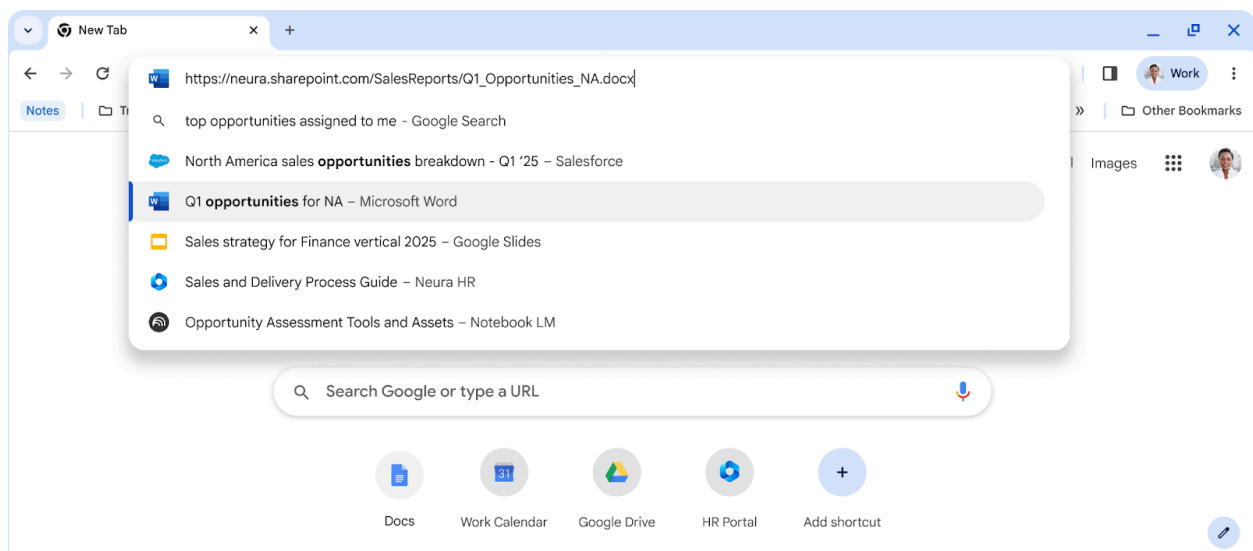 New Tab
https://neura.sharepoint.com/SalesReports/Q1_Opportunities_NA.docx
Work
top opportunities assigned to me - Google Search
Notes
Other Bookmarks
North America sales opportunities breakdown - Q1 ‘25 – Salesforce
Images
Q1 opportunities for NA – Microsoft Word
Sales strategy for Finance vertical 2025 – Google Slides
Sales and Delivery Process Guide – Neura HR
Opportunity Assessment Tools and Assets – Notebook LM
Search Google or type a URL
31
Docs
Work Calendar
Google Drive
HR Portal
Add shortcut